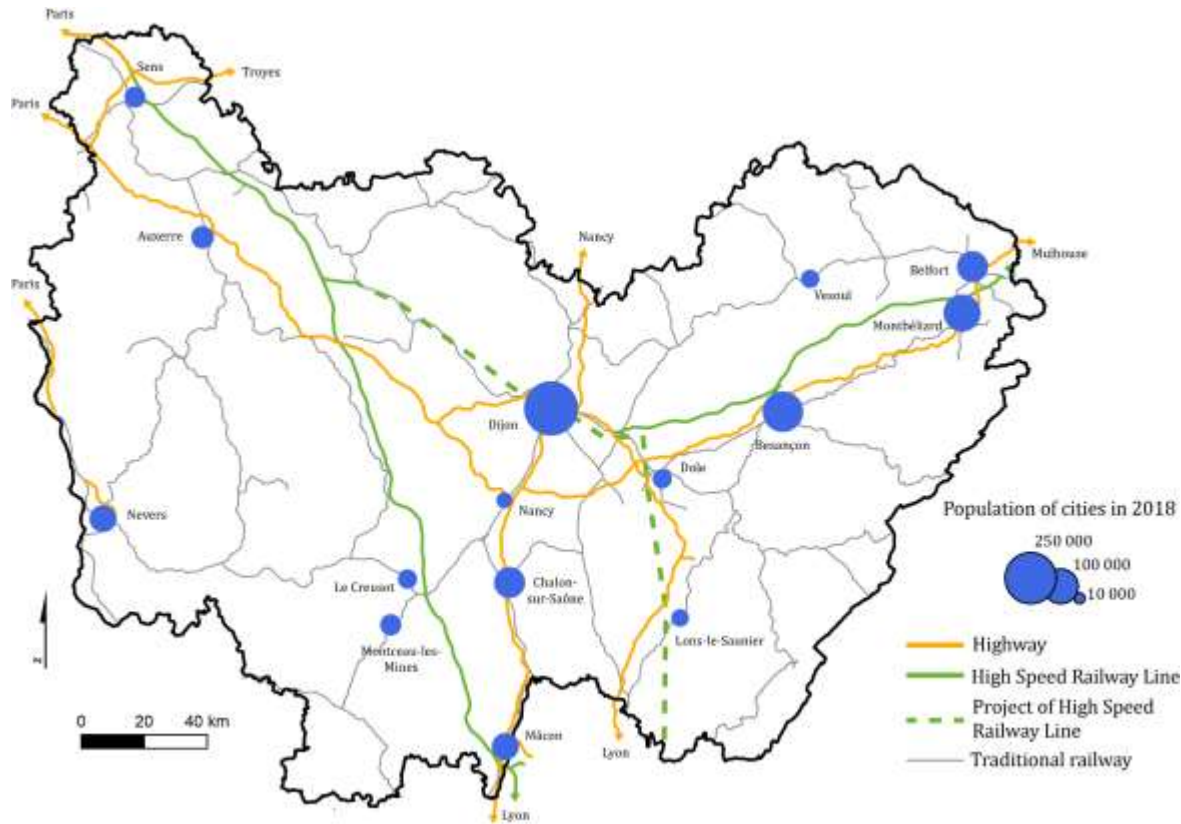 Paris
Sens
Troyes
Paris
Auxerre
Nancy
Mulhouze
Belfort
Vesoul
Paris
Montbéliard
Dijon
Besançon
Dole
Nevers
Nancy
Population of cities in 2018
250 000
100 000
10 000
Le Creusot
Chalon-
sur-Saône
Montceau-les-
Mines
Lons-le-Saunier
Highway
High Speed Railway Line
Project of High Speed
Railway Line
Traditional railway
z
0 20 40 km
Mâcon
Lyon
Lyon